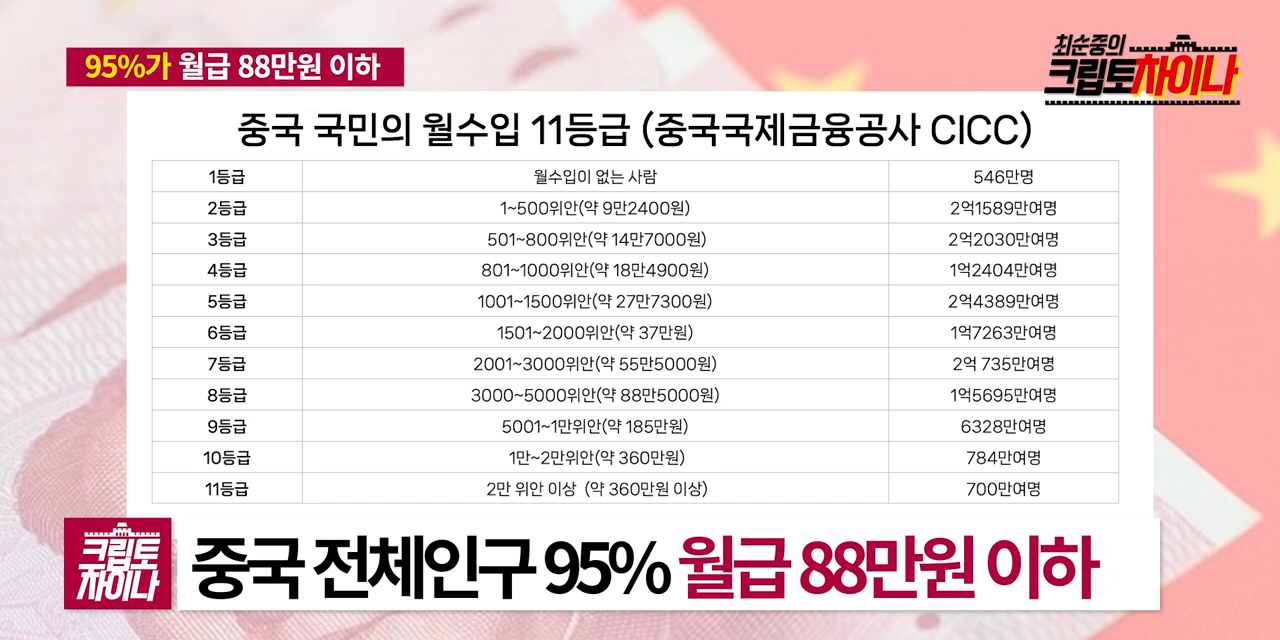 95%가 월급 88만원 이하
최순중의
크립토차이나
중국 국민의 월수입 11등급 (중국국제금융공사 CICC)
1등급 월수입이 없는 사람 546만명
2등급 1~500위안(약 9만2400원) 2억1589만여명
3등급 501~800위안(약 14만7000원) 2억2030만여명
4등급 801~1000위안(약 18만4900원) 1억2404만여명
5등급 1001~1500위안(약 27만7300원) 2억4389만여명
6등급 1501~2000위안(약 37만원) 1억7263만여명
7등급 2001~3000위안(약 55만5000원) 2억 735만여명
8등급 3000~5000위안(약 88만5000원) 1억5695만여명
9등급 5001~1만위안(약 185만원) 6328만여명
10등급 1만~2만위안(약 360만원) 784만여명
11등급 2만 위안 이상 (약 360만원 이상) 700만여명
크립토
차이나
중국 전체인구 95% 월급 88만원 이하